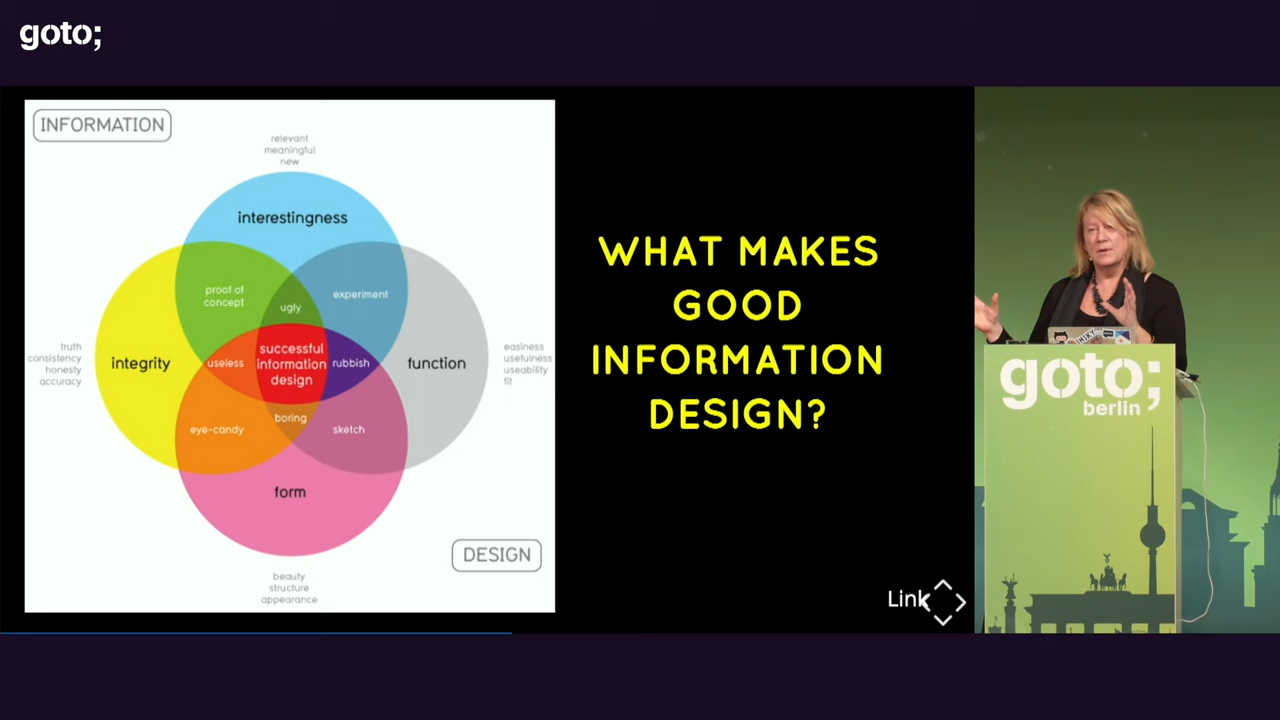 goto;
INFORMATION
relevant
meaningful
new
interestingness
proof of
concept
ugly
experiment
truth
consistency
honesty
accuracy
integrity
useless
successful
information
design
rubbish
function
easiness
usefulness
useability
fit
eye-candy
boring
sketch
form
DESIGN
beauty
structure
appearance
WHAT MAKES
GOOD
INFORMATION
DESIGN?
Link
goto;
berlin